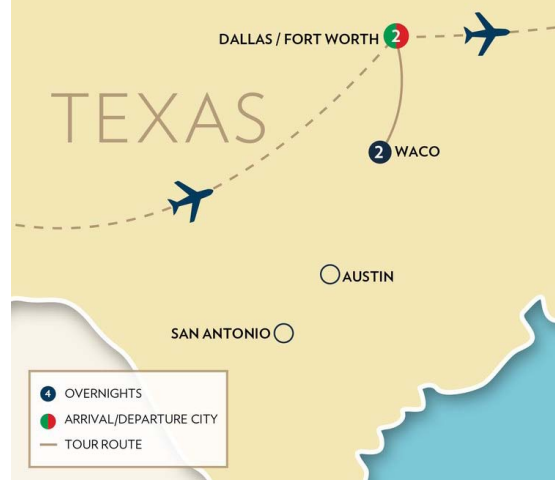 DALLAS / FORT WORTH 2
TEXAS
2 WACO
AUSTIN
SAN ANTONIO
4 OVERNIGHTS
ARRIVAL/DEPARTURE CITY
TOUR ROUTE